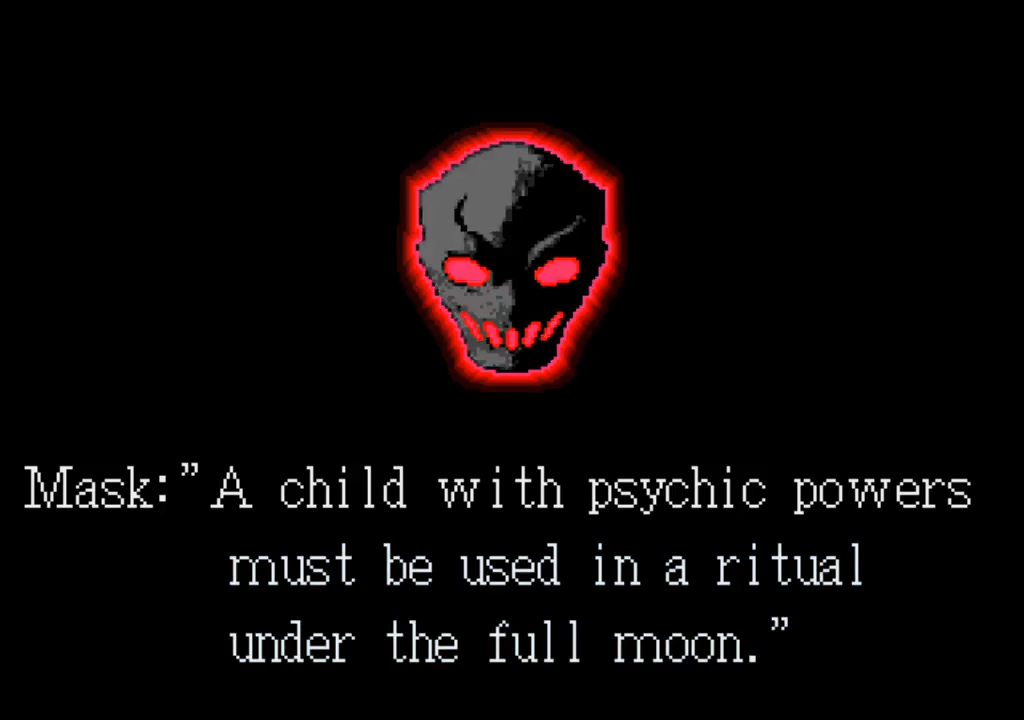 Mask:”A child with psychic powers
must be used in a ritual
under the full moon.”